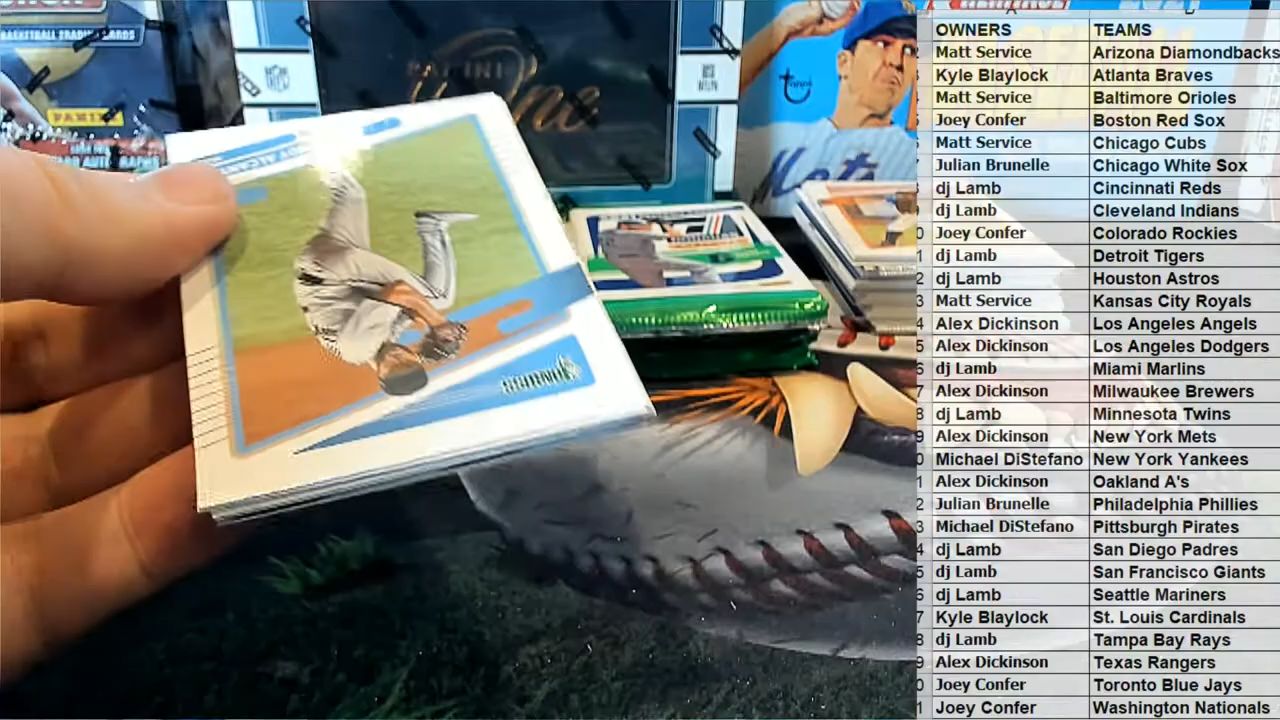 BASKETBALL TRADING CARDS
PANINI
PANINI
One
topps
Mets
OWNERS TEAMS
Matt Service Arizona Diamondbacks
Kyle Blaylock Atlanta Braves
Matt Service Baltimore Orioles
Joey Confer Boston Red Sox
Matt Service Chicago Cubs
Julian Brunelle Chicago White Sox
dj Lamb Cincinnati Reds
dj Lamb Cleveland Indians
Joey Confer Colorado Rockies
dj Lamb Detroit Tigers
dj Lamb Houston Astros
Matt Service Kansas City Royals
Alex Dickinson Los Angeles Angels
Alex Dickinson Los Angeles Dodgers
dj Lamb Miami Marlins
Alex Dickinson Milwaukee Brewers
dj Lamb Minnesota Twins
Alex Dickinson New York Mets
Michael DiStefano New York Yankees
Alex Dickinson Oakland A's
Julian Brunelle Philadelphia Phillies
Michael DiStefano Pittsburgh Pirates
dj Lamb San Diego Padres
dj Lamb San Francisco Giants
dj Lamb Seattle Mariners
Kyle Blaylock St. Louis Cardinals
dj Lamb Tampa Bay Rays
Alex Dickinson Texas Rangers
Joey Confer Toronto Blue Jays
Joey Confer Washington Nationals